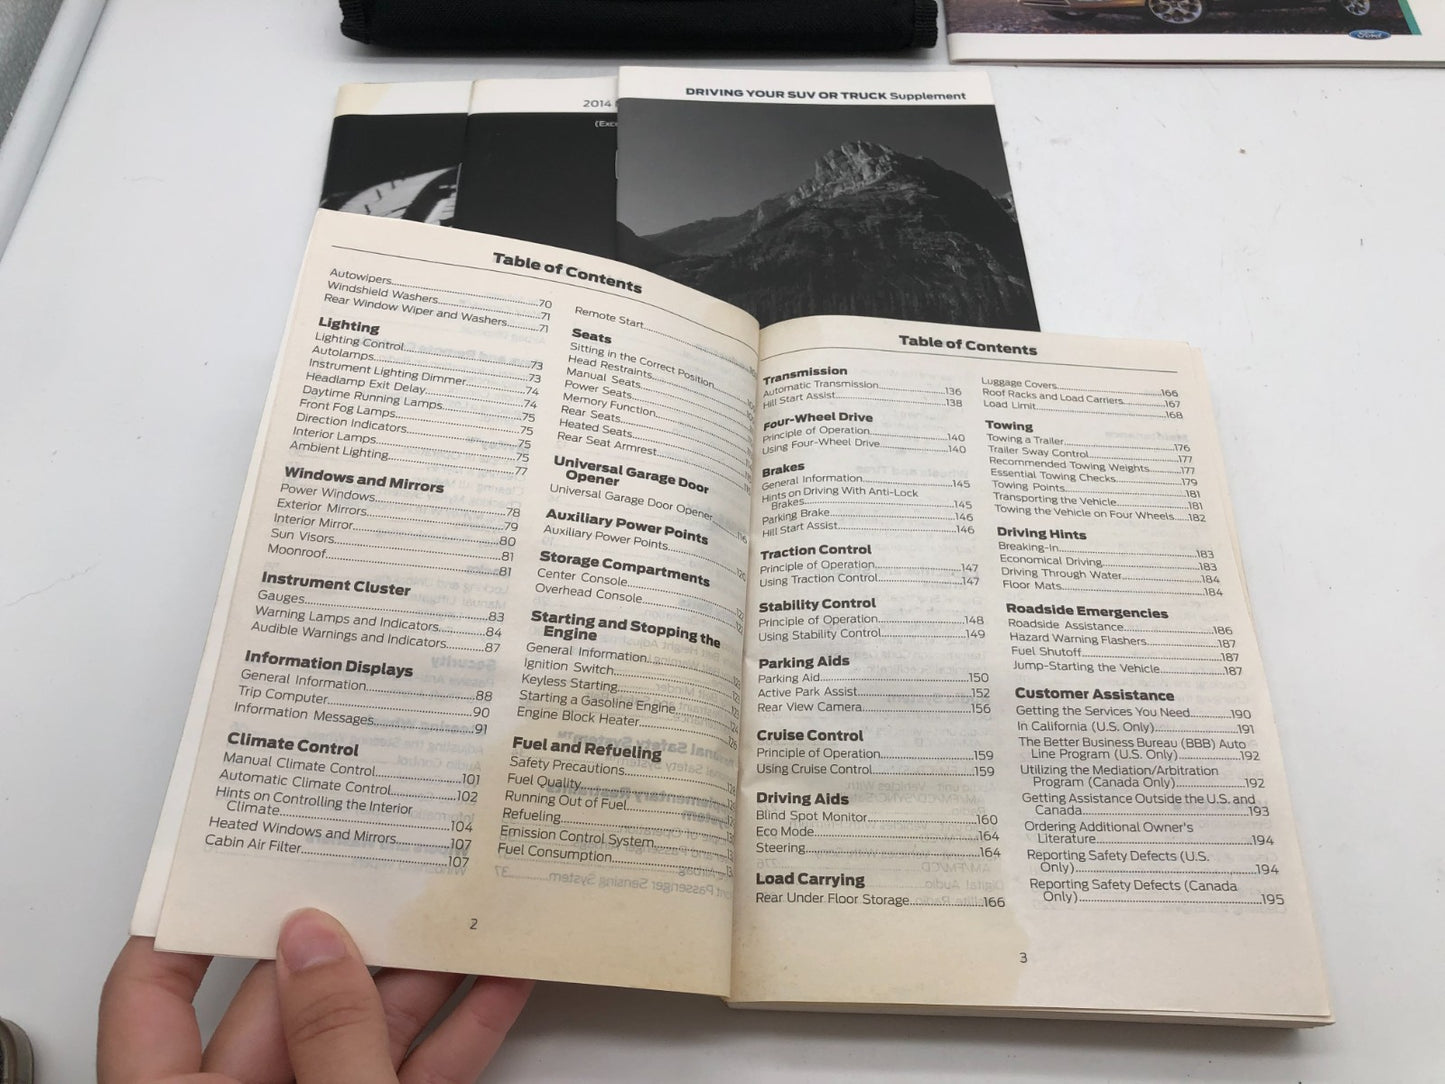 Ford
DRIVING YOUR SUV OR TRUCK Supplement
2014
(Exc
Table of Contents
Autowipers 70
Windshield Washers 71
Rear Window Wiper and Washers 71
Lighting
Lighting Control 73
Autolamps 73
Instrument Lighting Dimmer 74
Headlamp Exit Delay 74
Daytime Running Lamps 75
Front Fog Lamps 75
Direction Indicators 75
Interior Lamps 75
Ambient Lighting 77
Windows and Mirrors
Power Windows 78
Exterior Mirrors 79
Interior Mirror 80
Sun Visors 81
Moonroof 81
Instrument Cluster
Gauges 83
Warning Lamps and Indicators 84
Audible Warnings and Indicators 87
Information Displays
General Information 88
Trip Computer 90
Information Messages 91
Climate Control
Manual Climate Control 101
Automatic Climate Control 102
Hints on Controlling the Interior
Climate 104
Heated Windows and Mirrors 107
Cabin Air Filter 107
Remote Start
Seats
Sitting in the Correct Position
Head Restraints
Manual Seats
Power Seats
Memory Function
Rear Seats
Heated Seats
Rear Seat Armrest
Universal Garage Door
Opener
Universal Garage Door Opener 116
Auxiliary Power Points
Auxiliary Power Points 120
Storage Compartments
Center Console 122
Overhead Console 122
Starting and Stopping the
Engine
General Information
Ignition Switch
Keyless Starting
Starting a Gasoline Engine
Engine Block Heater
Fuel and Refueling
Safety Precautions
Fuel Quality
Running Out of Fuel
Refueling
Emission Control System
Fuel Consumption
2
Table of Contents
Transmission
Automatic Transmission 136
Hill Start Assist 138
Four-Wheel Drive
Principle of Operation 140
Using Four-Wheel Drive 140
Brakes
General Information 145
Hints on Driving With Anti-Lock
Brakes 145
Parking Brake 146
Hill Start Assist 146
Traction Control
Principle of Operation 147
Using Traction Control 147
Stability Control
Principle of Operation 148
Using Stability Control 149
Parking Aids
Parking Aid 150
Active Park Assist 152
Rear View Camera 156
Cruise Control
Principle of Operation 159
Using Cruise Control 159
Driving Aids
Blind Spot Monitor 160
Eco Mode 164
Steering 164
Load Carrying
Rear Under Floor Storage 166
Luggage Covers 166
Roof Racks and Load Carriers 167
Load Limit 168
Towing
Towing a Trailer 176
Trailer Sway Control 177
Recommended Towing Weights 177
Essential Towing Checks 179
Towing Points 181
Transporting the Vehicle 181
Towing the Vehicle on Four Wheels 182
Driving Hints
Breaking-In 183
Economical Driving 183
Driving Through Water 184
Floor Mats 184
Roadside Emergencies
Roadside Assistance 186
Hazard Warning Flashers 187
Fuel Shutoff 187
Jump-Starting the Vehicle 187
Customer Assistance
Getting the Services You Need 190
In California (U.S. Only) 191
The Better Business Bureau (BBB) Auto
Line Program (U.S. Only) 192
Utilizing the Mediation/Arbitration
Program (Canada Only) 192
Getting Assistance Outside the U.S. and
Canada 193
Ordering Additional Owner's
Literature 194
Reporting Safety Defects (U.S.
Only) 194
Reporting Safety Defects (Canada
Only) 195
3